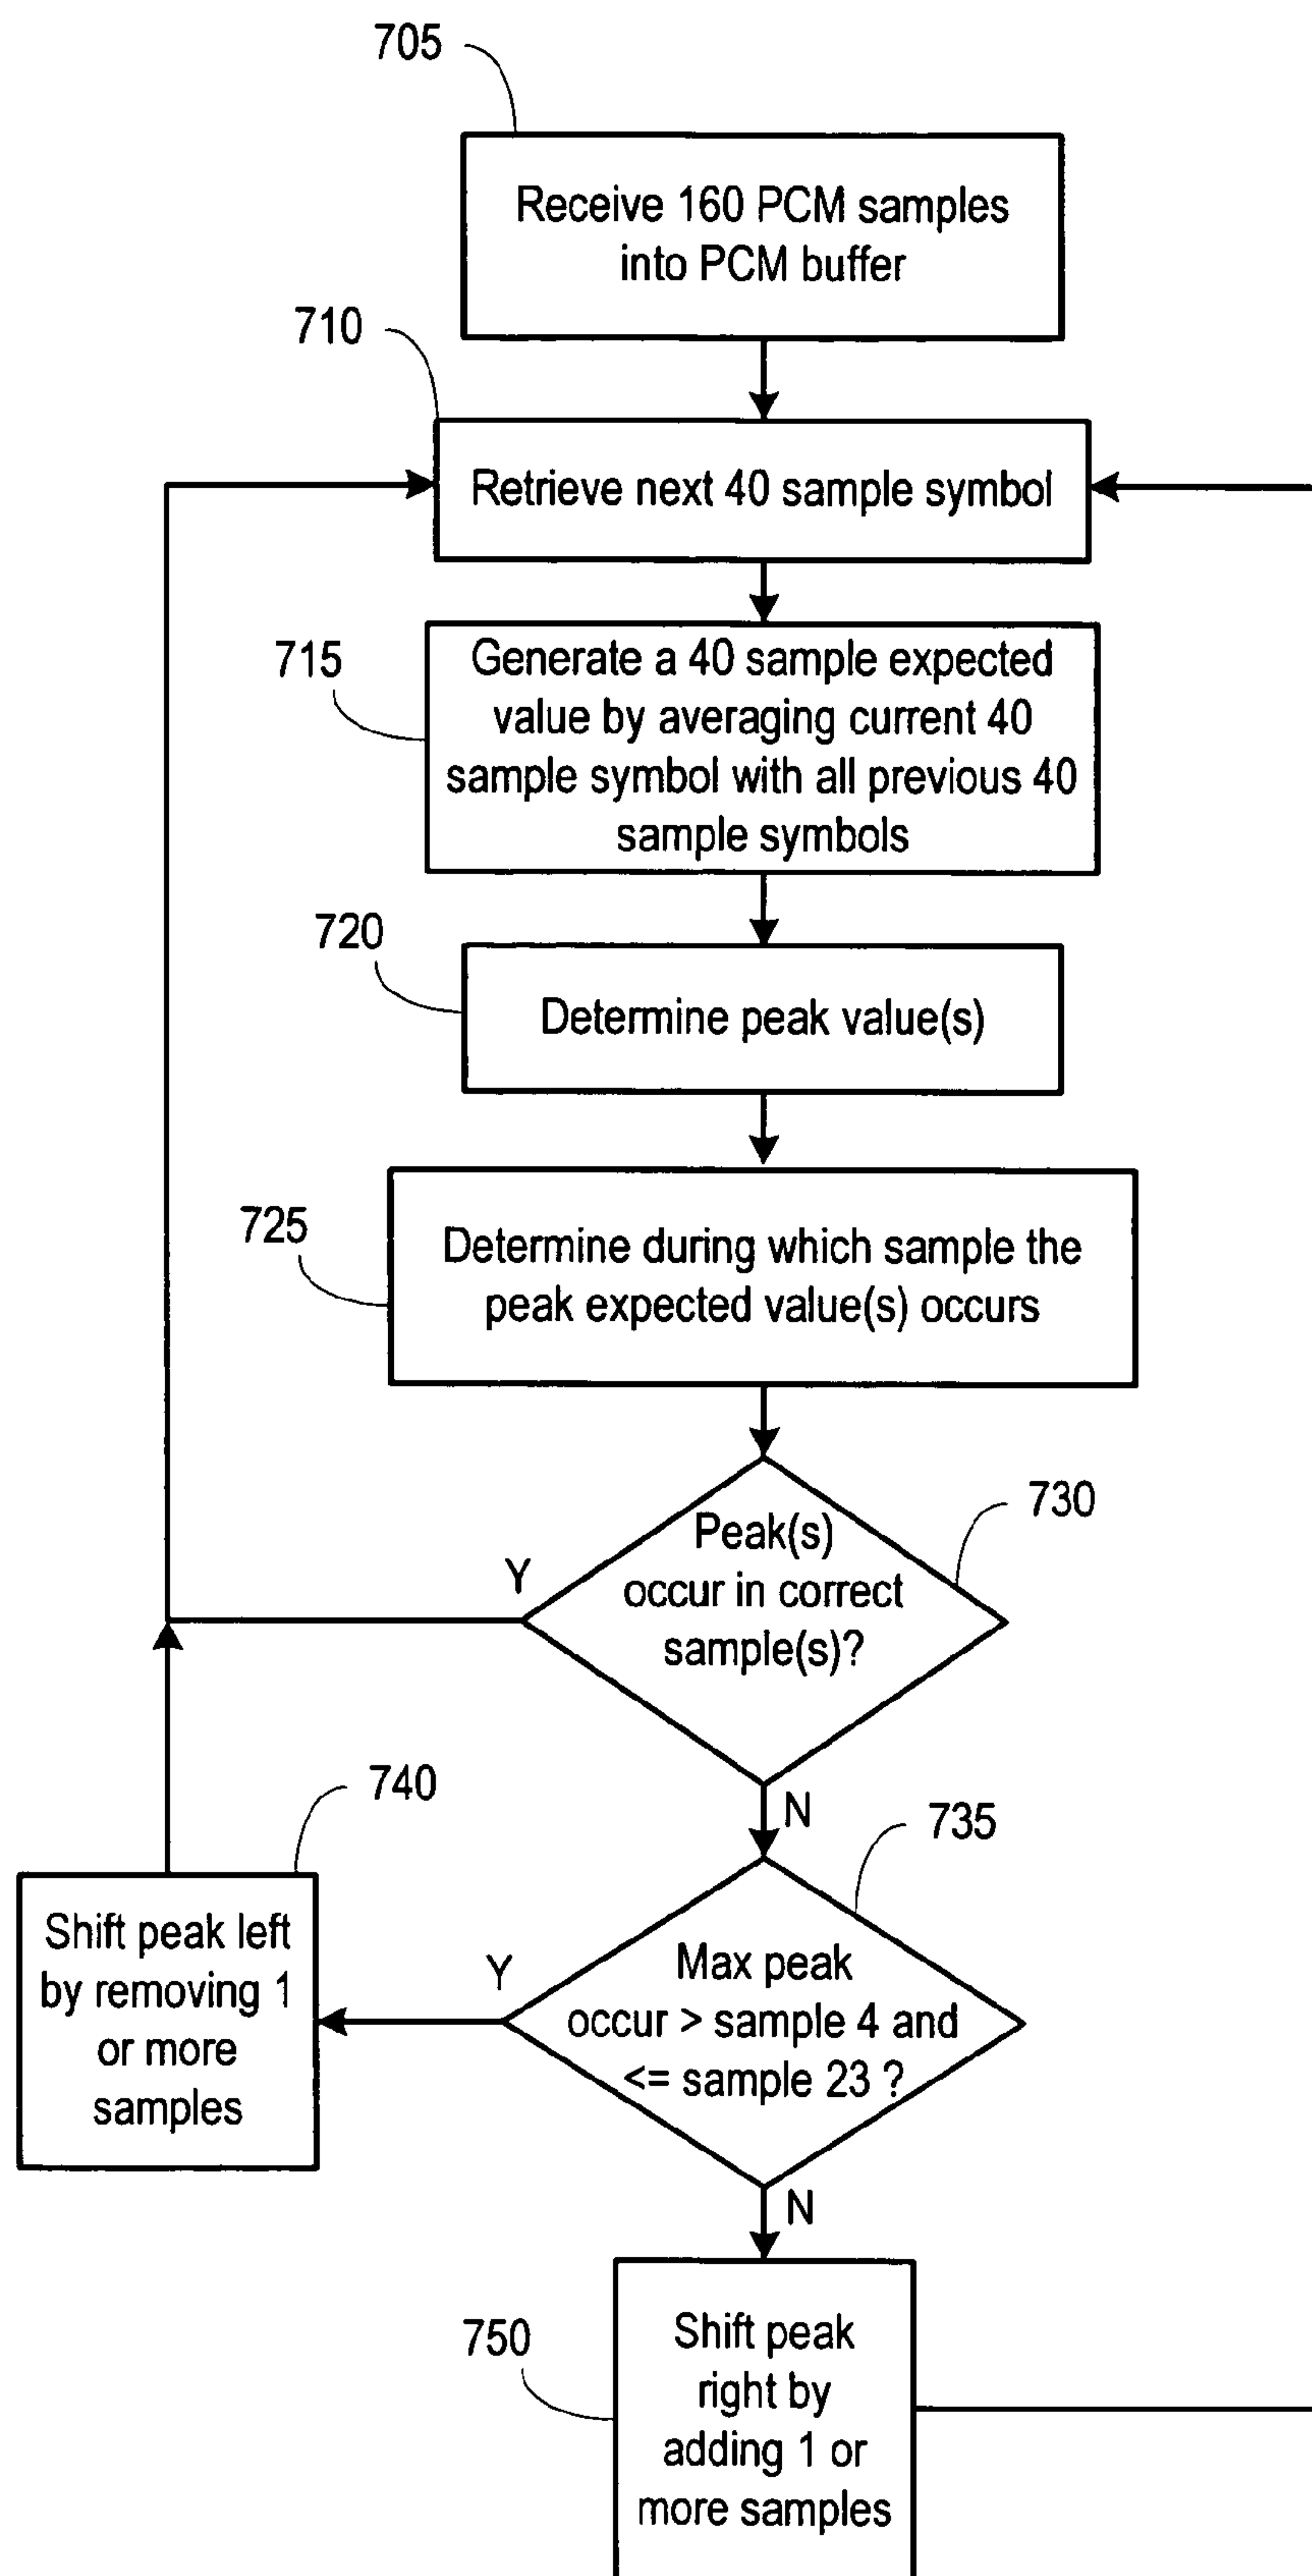 705
Receive 160 PCM samples
into PCM buffer
710
Retrieve next 40 sample symbol
715
Generate a 40 sample expected
value by averaging current 40
sample symbol with all previous 40
sample symbols
720
Determine peak value(s)
725
Determine during which sample the
peak expected value(s) occurs
730
Peak(s)
occur in correct
sample(s)?
Y
N
735
Max peak
occur > sample 4 and
<= sample 23 ?
Y
N
740
Shift peak left
by removing 1
or more
samples
750
Shift peak
right by
adding 1 or
more samples